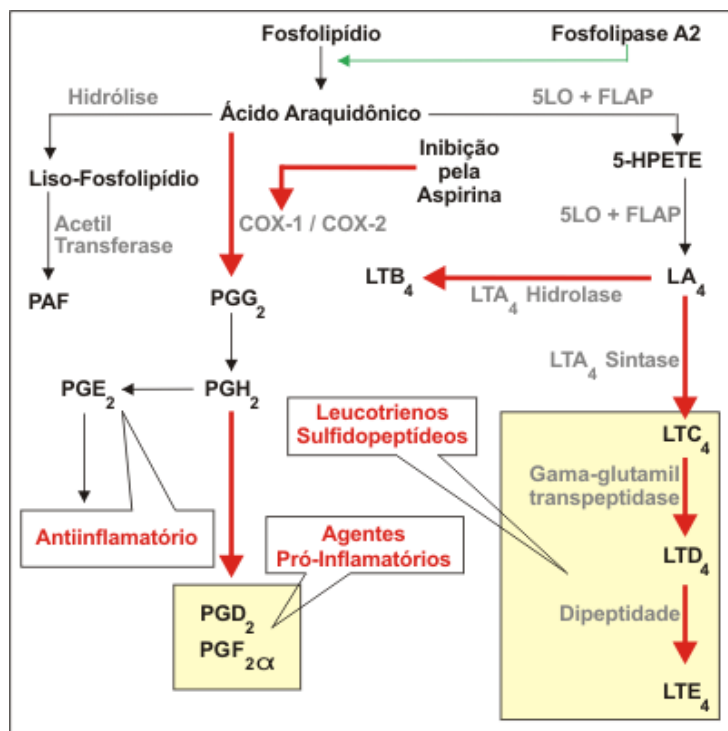 Fosfolipídio
Fosfolipase A2
Hidrólise
Ácido Araquidônico
5LO + FLAP
Inibição
pela
Aspirina
5-HPETE
Liso-Fosfolipídio
COX-1 / COX-2
5LO + FLAP
Acetil
Transferase
PAF
PGG2
LTB4
LTA4 Hidrolase
LA4
LTA4 Sintase
PGE2
PGH2
Leucotrienos
Sulfidopeptídeos
LTC4
Gama-glutamil
transpeptidase
Antiinflamatório
Agentes
Pró-Inflamatórios
LTD4
PGD2
PGF2α
Dipeptidade
LTE4